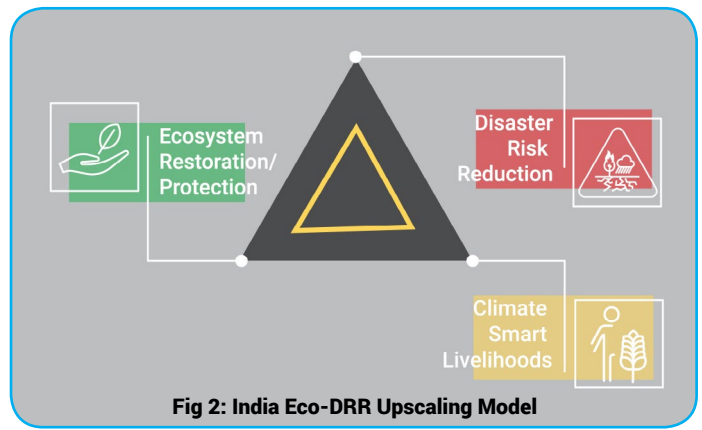 Ecosystem
Restoration/
Protection
Disaster
Risk
Reduction
Climate
Smart
Livelihoods
Fig 2: India Eco-DRR Upscaling Model